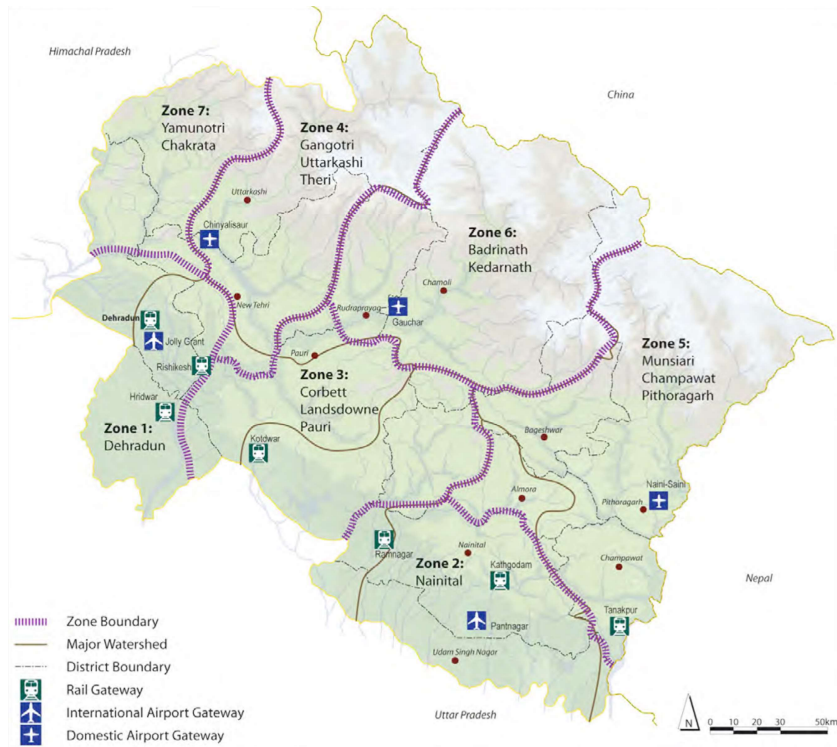 Himachal Pradesh
China
Zone 7:
Yamunotri
Chakrata
Zone 4:
Gangotri
Uttarkashi
Theri
Uttarkashi
Chinyalisaur
Zone 6:
Badrinath
Kedarnath
Chamoli
New Tehri
Rudraprayag
Gauchar
Dehradun
Jolly Grant
Rishikesh
Pauri
Zone 5:
Munsiari
Champawat
Pithoragarh
Zone 3:
Corbett
Landsdowne
Pauri
Hridwar
Zone 1:
Dehradun
Kotdwar
Bageshwar
Almora
Naini-Saini
Pithoragarh
Ramnagar
Nainital
Zone 2:
Nainital
Kathgodam
Champawat
Nepal
Tanakpur
Pantnagar
Udam Singh Nagar
Uttar Pradesh
Zone Boundary
Major Watershed
District Boundary
Rail Gateway
International Airport Gateway
Domestic Airport Gateway
N
0 10 20 30 50km